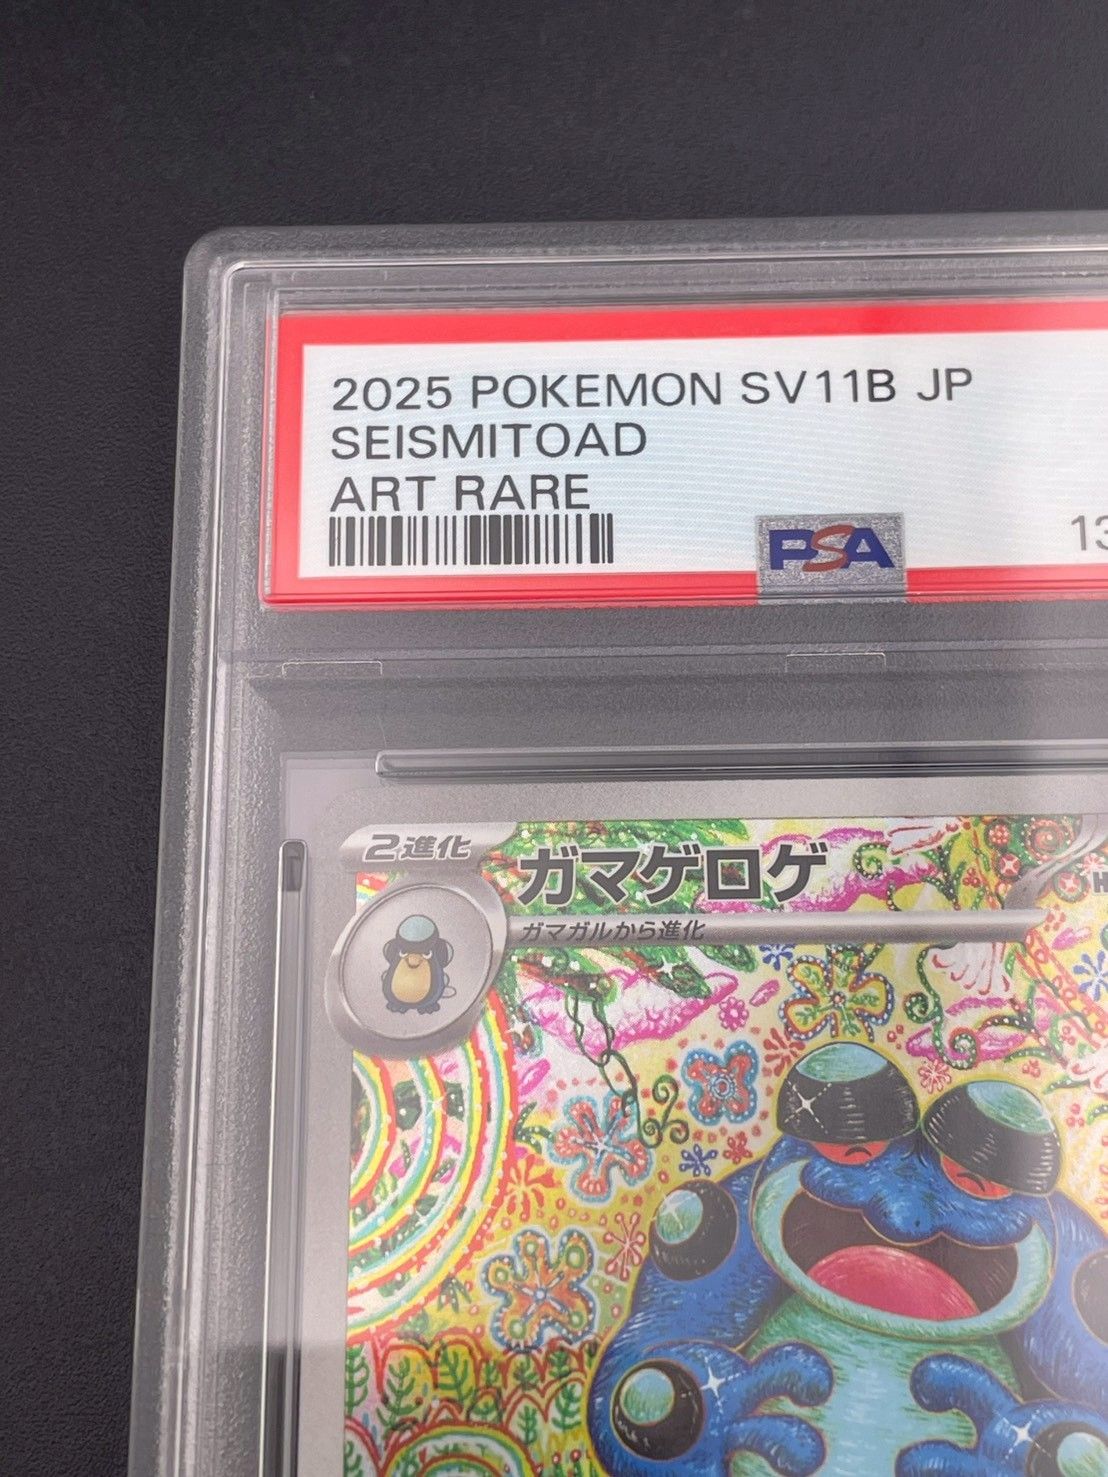 2025 POKEMON SV11B JP
SEISMITOAD
ART RARE
PSA
2進化
ガマゲロゲ
ガマガルから進化